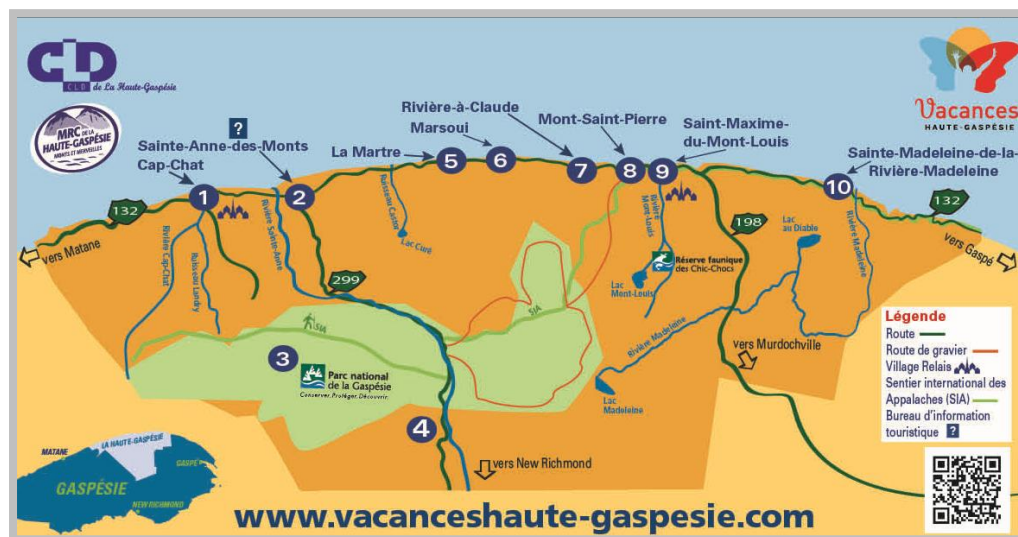 CLD
CLD de La Haute-Gaspésie
MRC DE LA
HAUTE-GASPÉSIE
MONTS ET MERVEILLES
Vacances
HAUTE-GASPÉSIE
?
Sainte-Anne-des-Monts
Cap-Chat
La Martre
Rivière-à-Claude
Marsoui
Mont-Saint-Pierre
Saint-Maxime-
du-Mont-Louis
Sainte-Madeleine-de-la-
Rivière-Madeleine
1
2
5
6
7
8
9
10
132
vers Matane
132
vers Gaspé
Rivière Cap-Chat
Ruisseau Landry
Rivière Sainte-Anne
Ruisseau Castor
Lac Curé
Rivière
Mont-Louis
Réserve faunique
des Chic-Chocs
Lac
Mont-Louis
198
Lac
au Diable
Rivière Madeleine
299
SIA
SIA
3
Parc national
de la Gaspésie
Conserver. Protéger. Découvrir.
Rivière Madeleine
Lac
Madeleine
vers Murdochville
4
vers New Richmond
Légende
Route
Route de gravier
Village Relais
Sentier international des
Appalaches (SIA)
Bureau d'information
touristique ?
LA HAUTE-GASPÉSIE
MATANE
GASPÉ
GASPÉSIE
NEW RICHMOND
www.vacanceshaute-gaspesie.com